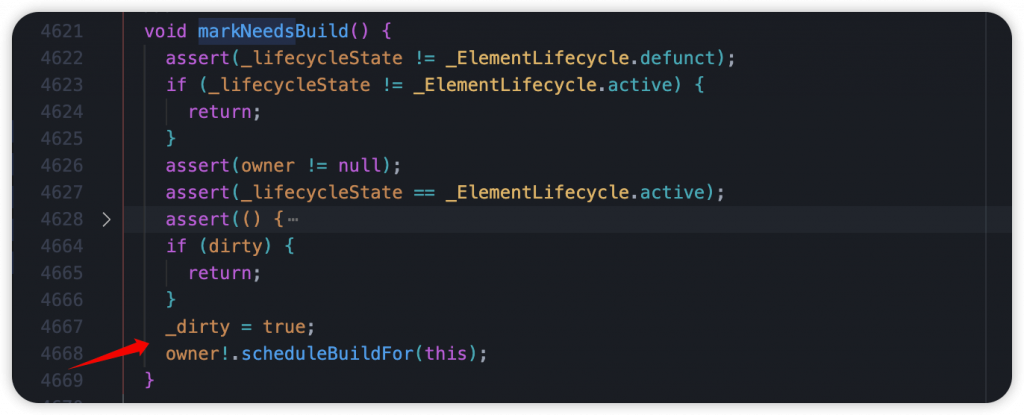 4621 void markNeedsBuild() {
4622 assert(_lifecycleState != _ElementLifecycle.defunct);
4623 if (_lifecycleState != _ElementLifecycle.active) {
4624 return;
4625 }
4626 assert(owner != null);
4627 assert(_lifecycleState == _ElementLifecycle.active);
4628 > assert(() {…
4664 if (dirty) {
4665 return;
4666 }
4667 _dirty = true;
4668 owner!.scheduleBuildFor(this);
4669 }